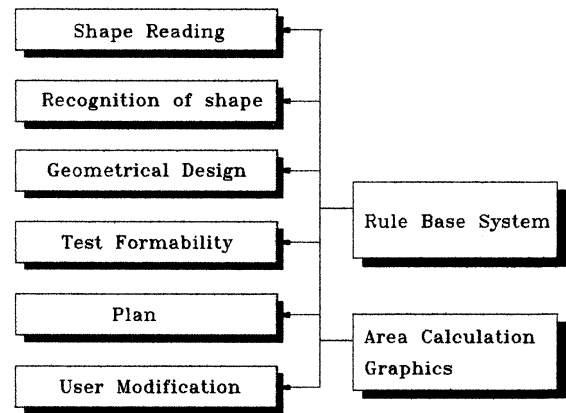 Shape Reading
Recognition of shape
Geometrical Design
Test Formability
Plan
User Modification
Rule Base System
Area Calculation
Graphics